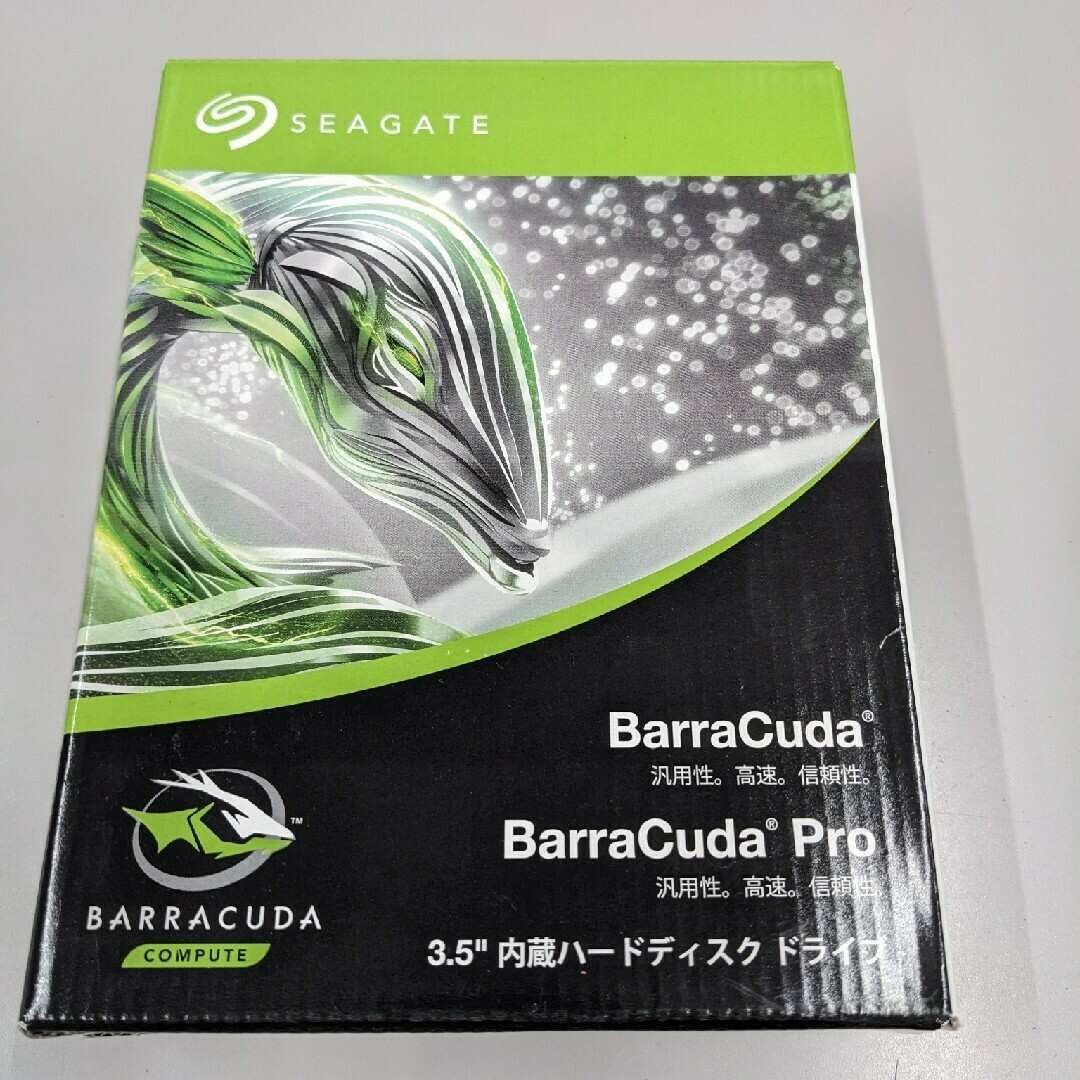 SEAGATE
BarraCuda®
汎用性。高速。信頼性。
BarraCuda® Pro
汎用性。高速。信頼性。
3.5" 内蔵ハードディスク ドライブ
™
BARRACUDA
COMPUTE